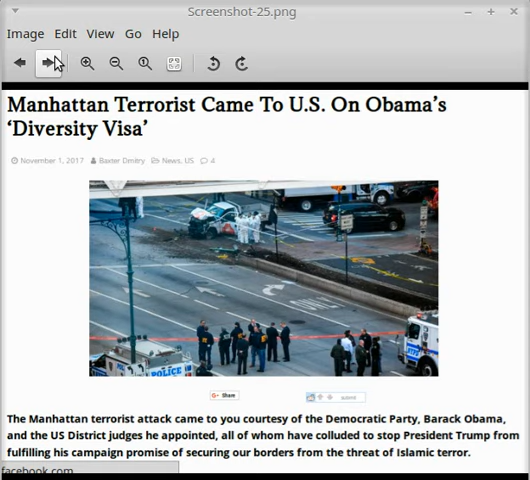 Screenshot-25.png
Image Edit View Go Help
Manhattan Terrorist Came To U.S. On Obama's
'Diversity Visa'
November 1, 2017 Baxter Dmitry News, US 4
ONLY
POLICE
G+ Share
submit
The Manhattan terrorist attack came to you courtesy of the Democratic Party, Barack Obama,
and the US District judges he appointed, all of whom have colluded to stop President Trump from
fulfilling his campaign promise of securing our borders from the threat of Islamic terror.
facebook.com